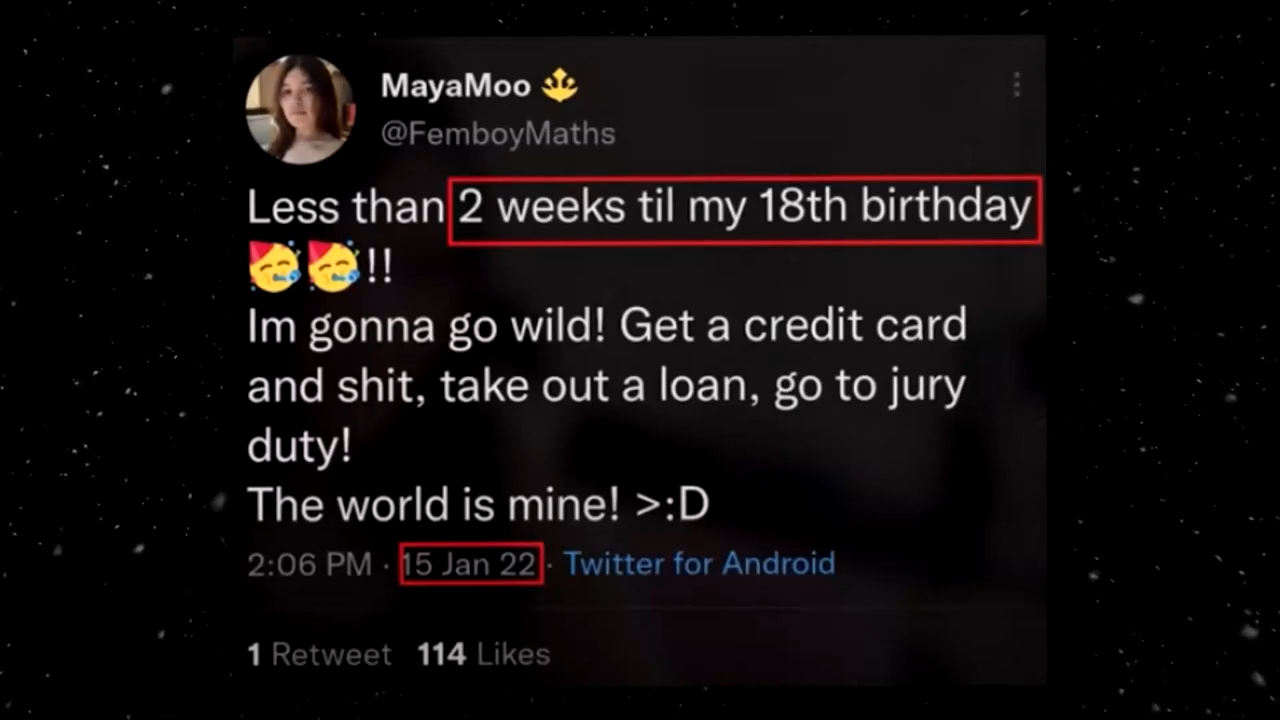 MayaMoo
@FemboyMaths
Less than 2 weeks til my 18th birthday
🥳🥳!!
Im gonna go wild! Get a credit card
and shit, take out a loan, go to jury
duty!
The world is mine! >:D
2:06 PM · 15 Jan 22 · Twitter for Android
1 Retweet 114 Likes